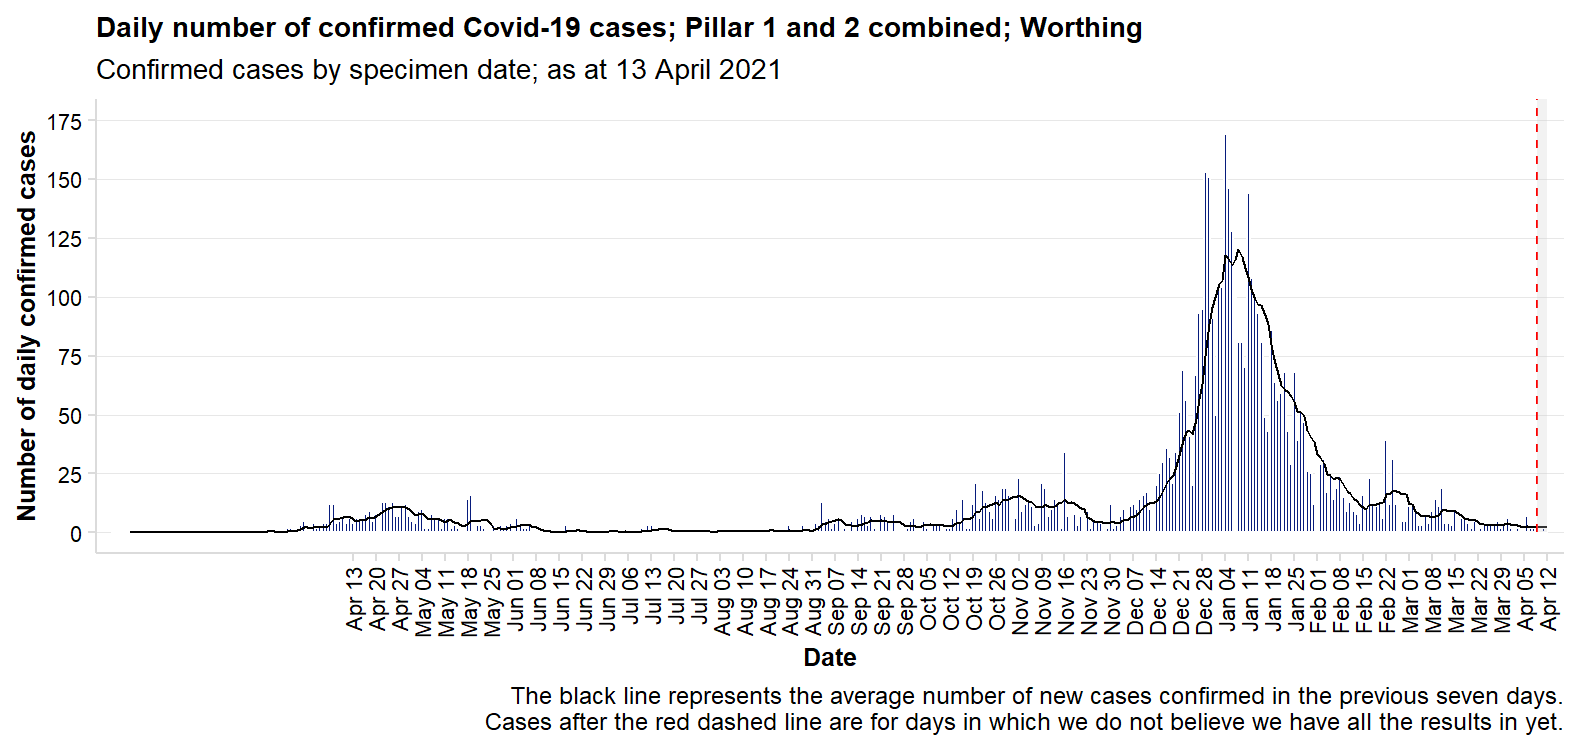 Daily number of confirmed Covid-19 cases; Pillar 1 and 2 combined; Worthing
Confirmed cases by specimen date; as at 13 April 2021
Number of daily confirmed cases
175
150
125
100
75
50
25
0
Apr 13
Apr 20
Apr 27
May 04
May 11
May 18
May 25
Jun 01
Jun 08
Jun 15
Jun 22
Jun 29
Jul 06
Jul 13
Jul 20
Jul 27
Aug 03
Aug 10
Aug 17
Aug 24
Aug 31
Sep 07
Sep 14
Sep 21
Sep 28
Oct 05
Oct 12
Oct 19
Oct 26
Nov 02
Nov 09
Nov 16
Nov 23
Nov 30
Dec 07
Dec 14
Dec 21
Dec 28
Jan 04
Jan 11
Jan 18
Jan 25
Feb 01
Feb 08
Feb 15
Feb 22
Mar 01
Mar 08
Mar 15
Mar 22
Mar 29
Apr 05
Apr 12
Date
The black line represents the average number of new cases confirmed in the previous seven days.
Cases after the red dashed line are for days in which we do not believe we have all the results in yet.